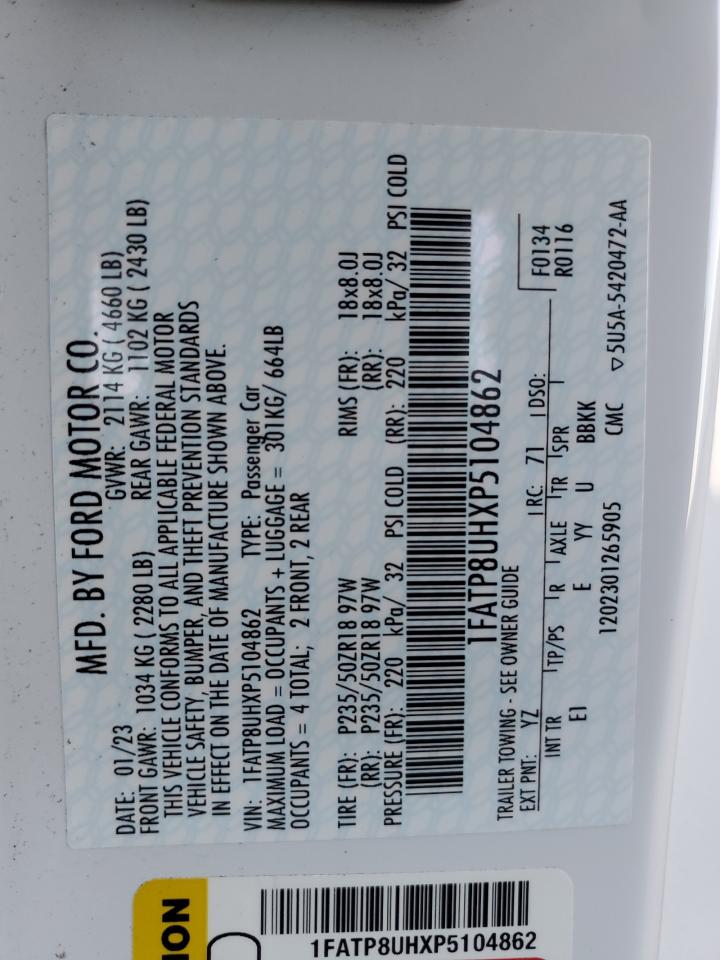 MFD. BY FORD MOTOR CO.
DATE: 01/23 GVWR: 2114 KG ( 4660 LB)
FRONT GAWR: 1034 KG ( 2280 LB) REAR GAWR: 1102 KG ( 2430 LB)
THIS VEHICLE CONFORMS TO ALL APPLICABLE FEDERAL MOTOR
VEHICLE SAFETY, BUMPER, AND THEFT PREVENTION STANDARDS
IN EFFECT ON THE DATE OF MANUFACTURE SHOWN ABOVE.
VIN: 1FATP8UHXP5104862 TYPE: Passenger Car
MAXIMUM LOAD = OCCUPANTS + LUGGAGE = 301KG/ 664LB
OCCUPANTS = 4 TOTAL; 2 FRONT, 2 REAR
TIRE (FR): P235/50ZR18 97W RIMS (FR): 18x8.0J
(RR): P235/50ZR18 97W (RR): 18x8.0J
PRESSURE (FR): 220 kPa/ 32 PSI COLD (RR): 220 kPa/ 32 PSI COLD
1FATP8UHXP5104862
TRAILER TOWING - SEE OWNER GUIDE
EXT PNT: YZ RC: 71 DSO: F0134
R0116
INT TR TP/PS R AXLE TR SPR
EI E YY U BBKK
1202301265905 CMC ▽5U5A-5420472-AA
ION
1FATP8UHXP5104862